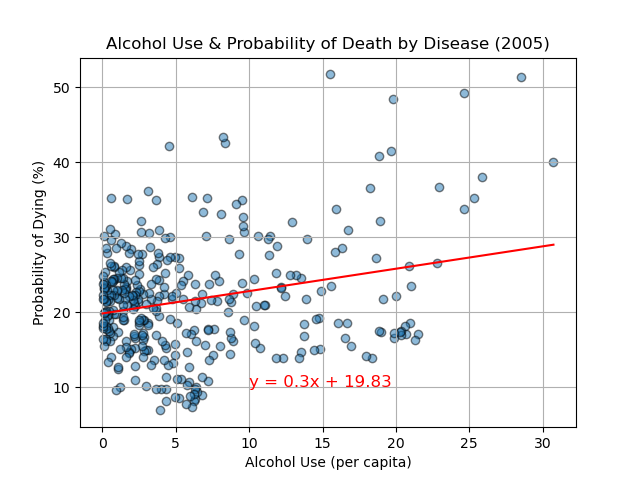 Alcohol Use & Probability of Death by Disease (2005)
Probability of Dying (%)
50
40
30
20
10
y = 0.3x + 19.83
0 5 10 15 20 25 30
Alcohol Use (per capita)